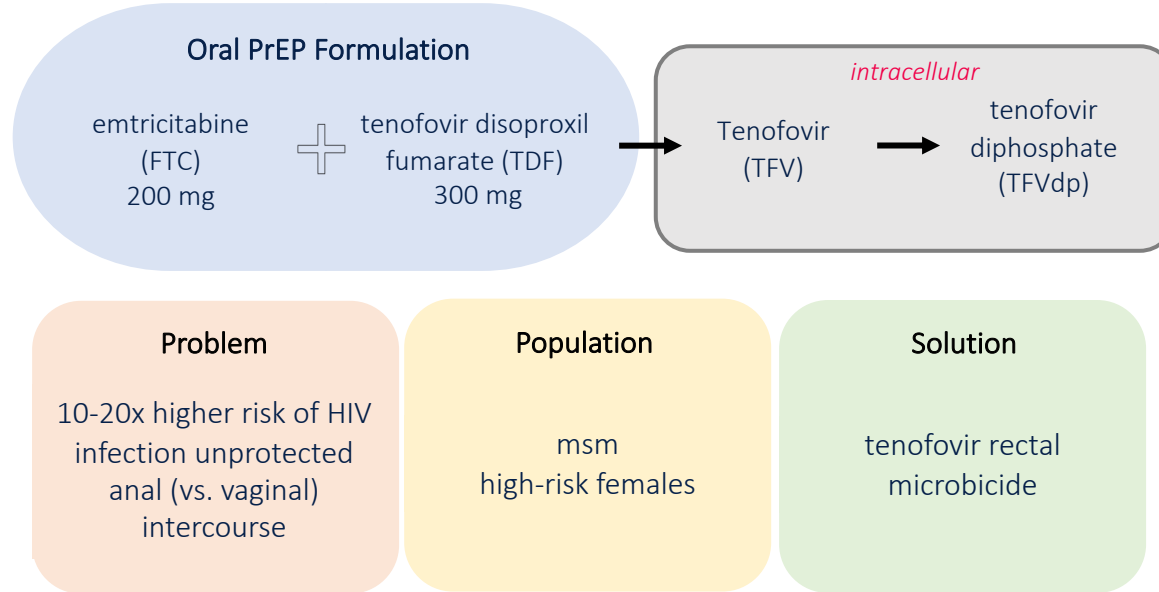 Oral PrEP Formulation
emtricitabine
(FTC)
200 mg
tenofovir disoproxil
fumarate (TDF)
300 mg
intracellular
Tenofovir
(TFV)
tenofovir
diphosphate
(TFVdp)
Problem
10-20x higher risk of HIV
infection unprotected
anal (vs. vaginal)
intercourse
Population
msm
high-risk females
Solution
tenofovir rectal
microbicide